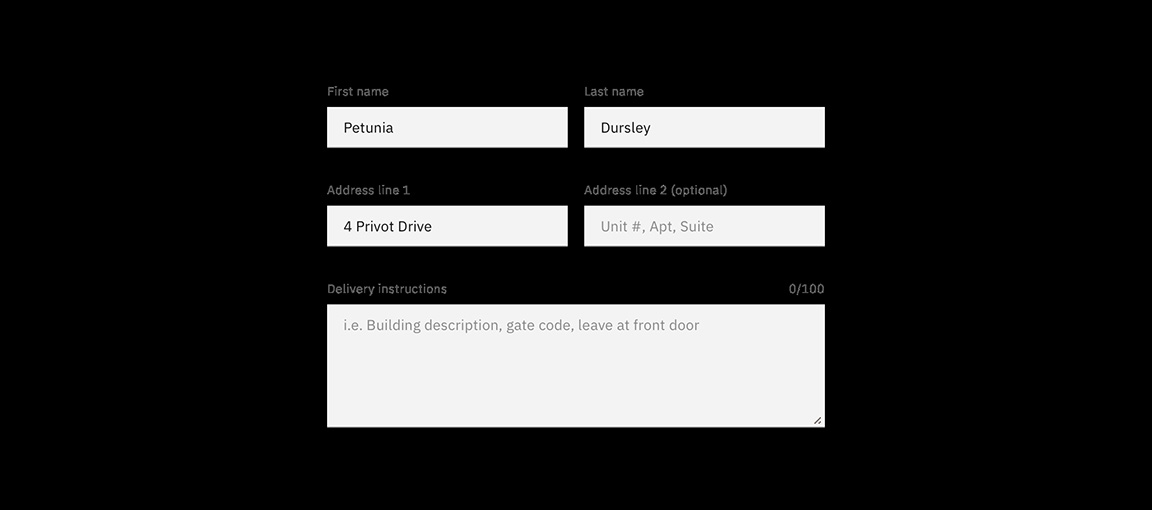 First name Last name
Petunia Dursley
Address line 1 Address line 2 (optional)
4 Privot Drive Unit #, Apt, Suite
Delivery instructions 0/100
i.e. Building description, gate code, leave at front door